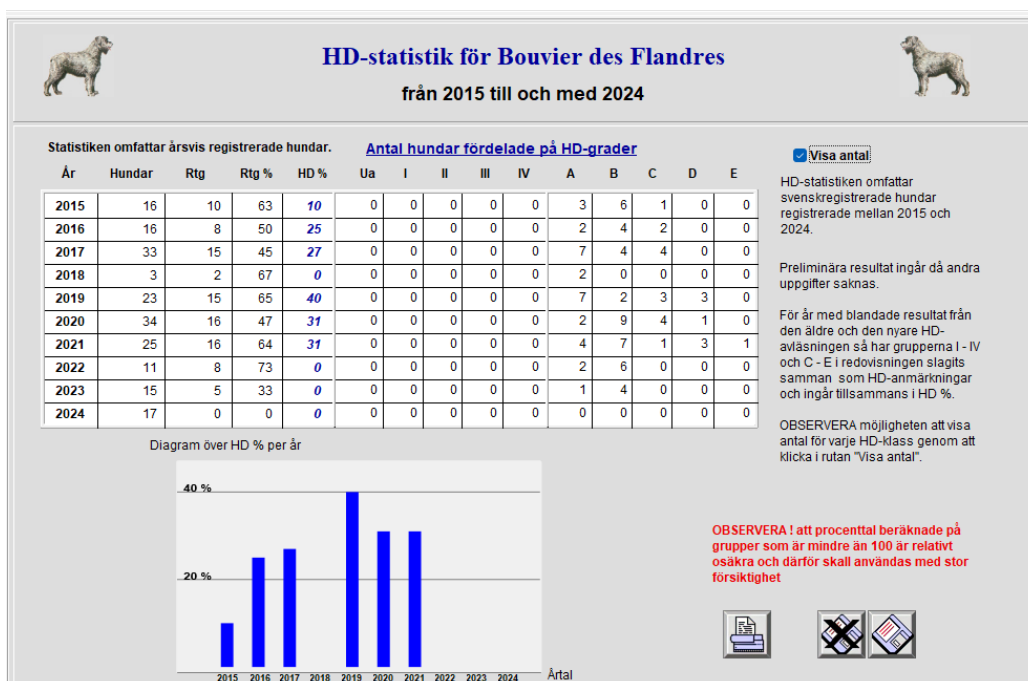 HD-statistik för Bouvier des Flandres
från 2015 till och med 2024
Statistiken omfattar årsvis registrerade hundar.
Antal hundar fördelade på HD-grader
År Hundar Rtg Rtg % HD % Ua I II III IV A B C D E
2015 16 10 63 10 0 0 0 0 0 3 6 1 0 0
2016 16 8 50 25 0 0 0 0 0 2 4 2 0 0
2017 33 15 45 27 0 0 0 0 0 7 4 4 0 0
2018 3 2 67 0 0 0 0 0 0 2 0 0 0 0
2019 23 15 65 40 0 0 0 0 0 7 2 3 3 0
2020 34 16 47 31 0 0 0 0 0 2 9 4 1 0
2021 25 16 64 31 0 0 0 0 0 4 7 1 3 1
2022 11 8 73 0 0 0 0 0 0 2 6 0 0 0
2023 15 5 33 0 0 0 0 0 0 1 4 0 0 0
2024 17 0 0 0 0 0 0 0 0 0 0 0 0 0
Visa antal
HD-statistiken omfattar
svenskregistrerade hundar
registrerade mellan 2015 och
2024.
Preliminära resultat ingår då andra
uppgifter saknas.
För år med blandade resultat från
den äldre och den nyare HD-
avläsningen så har grupperna I - IV
och C - E i redovisningen slagits
samman som HD-anmärkningar
och ingår tillsammans i HD %.
OBSERVERA möjligheten att visa
antal för varje HD-klass genom att
klicka i rutan "Visa antal".
Diagram över HD % per år
40 %
20 %
2015 2016 2017 2018 2019 2020 2021 2022 2023 2024
Årtal
OBSERVERA ! att procenttal beräknade på
grupper som är mindre än 100 är relativt
osäkra och därför skall användas med stor
försiktighet